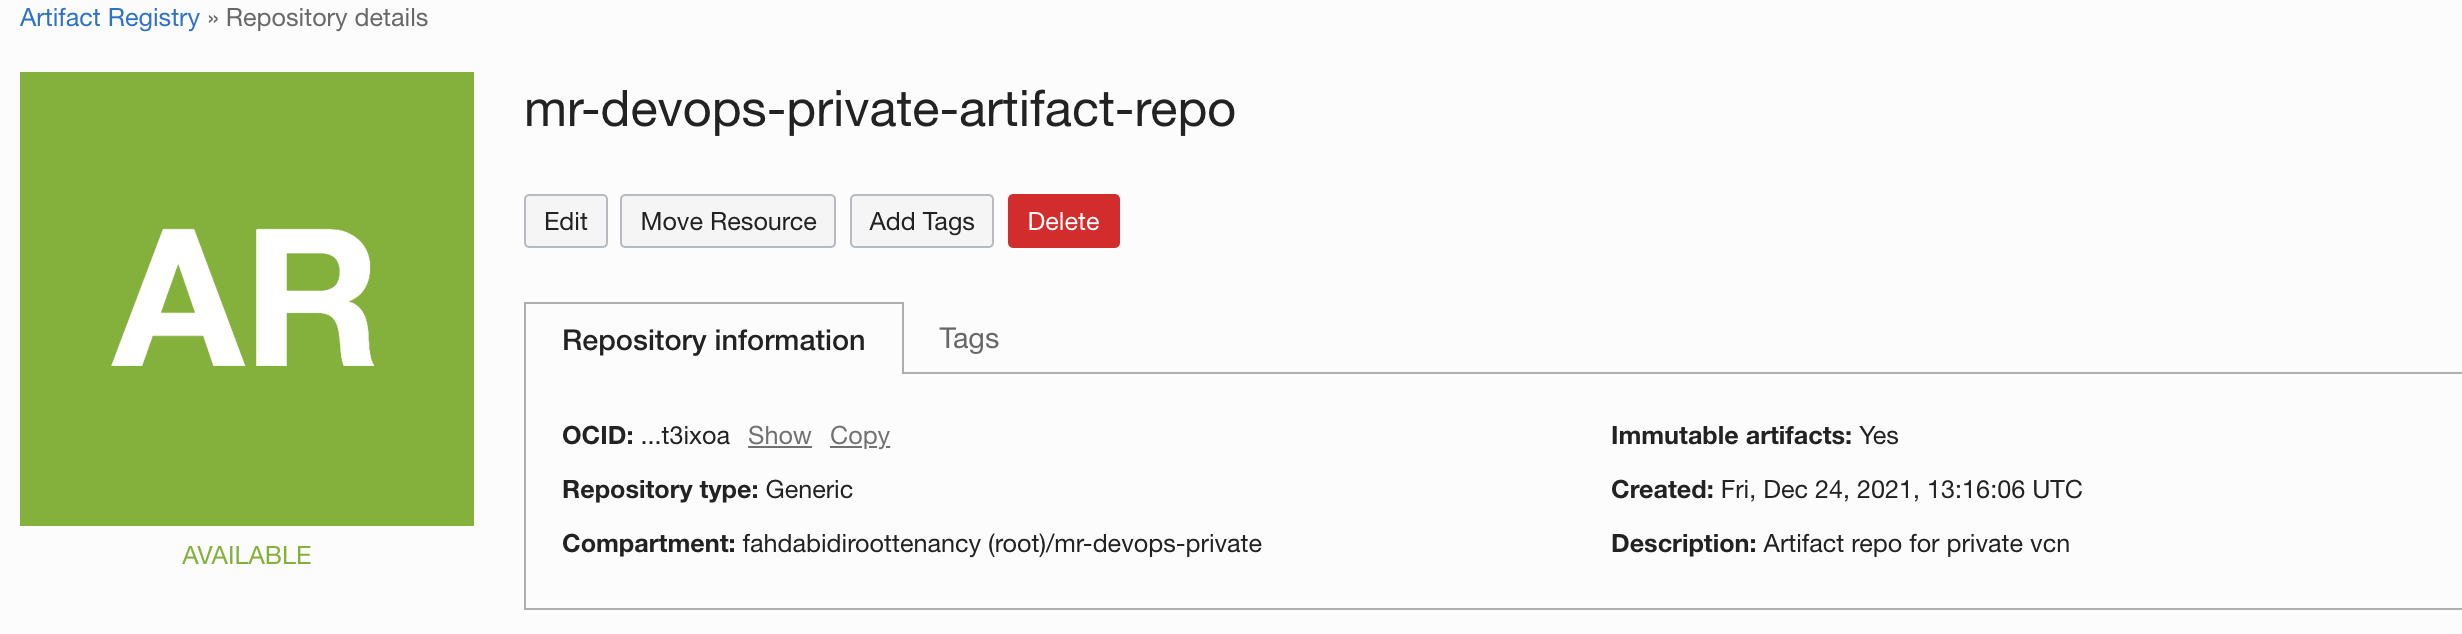 Artifact Registry » Repository details
AR
AVAILABLE
mr-devops-private-artifact-repo
Edit Move Resource Add Tags Delete
Repository information Tags
OCID: ...t3ixoa Show Copy
Repository type: Generic
Compartment: fahdabidiroottenancy (root)/mr-devops-private
Immutable artifacts: Yes
Created: Fri, Dec 24, 2021, 13:16:06 UTC
Description: Artifact repo for private vcn